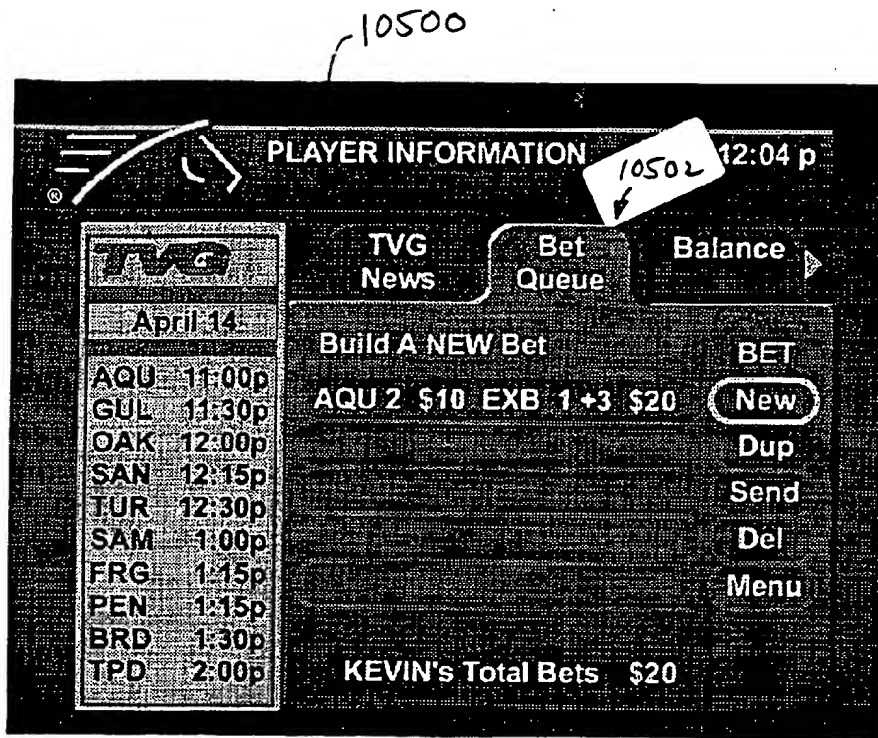 10500
PLAYER INFORMATION 12:04 p
10502
®
TVG
April 14
AQU 11:00p
GUL 11:30p
OAK 12:00p
SAN 12:15p
TUR 12:30p
SAM 1:00p
FRG 1:15p
PEN 1:15p
BRD 1:30p
TPD 2:00p
TVG News
Bet Queue
Balance
Build A NEW Bet
AQU 2 $10 EXB 1+3 $20
BET
New
Dup
Send
Del
Menu
KEVIN's Total Bets $20